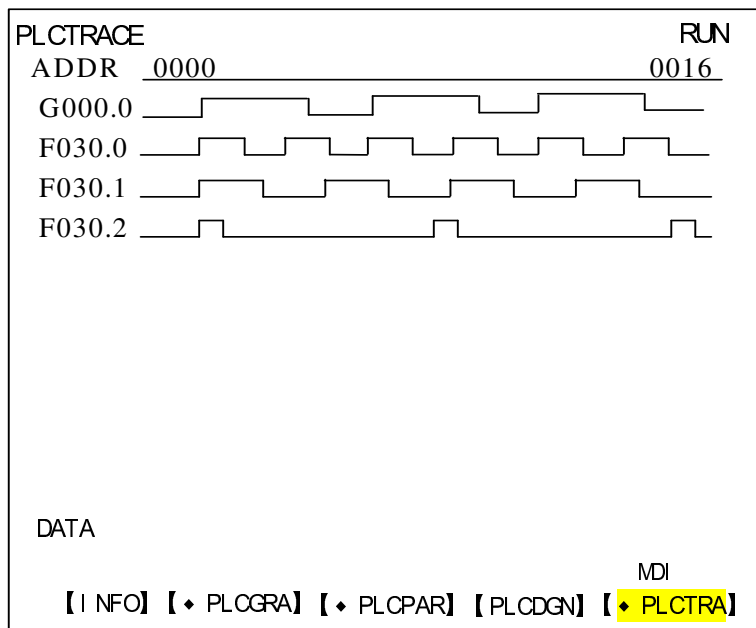 PLCTRACE RUN
ADDR 0000 0016
G000.0
F030.0
F030.1
F030.2
DATA
MDI
【INFO】【◆ PLCGRA】【◆ PLCPAR】【PLCDGN】【◆ PLCTRA】